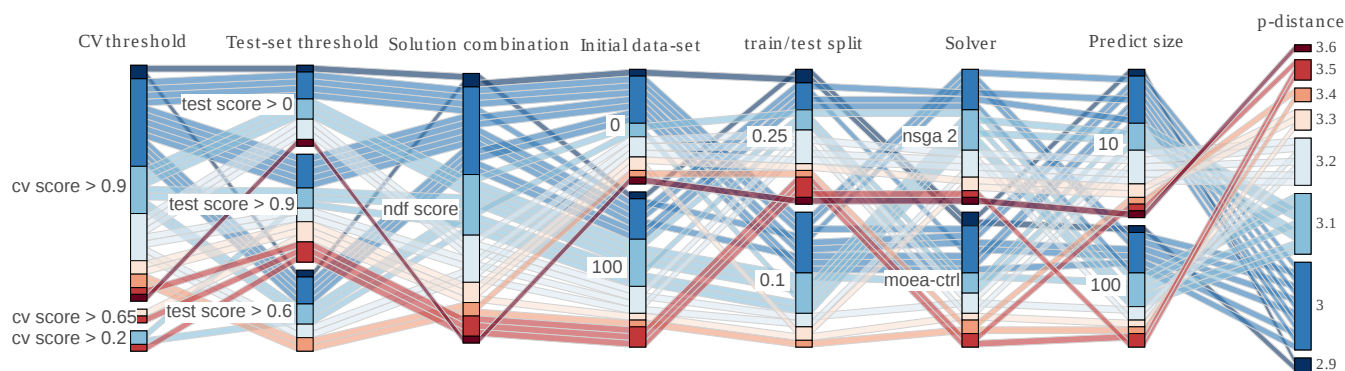 p-distance
CV threshold
Test-set threshold
Solution combination
Initial data-set
train/test split
Solver
Predict size
3.6
3.5
3.4
3.3
3.2
3.1
3
2.9
cv score > 0.9
cv score > 0.65
cv score > 0.2
test score > 0
test score > 0.9
test score > 0.6
ndf score
0
100
0.25
0.1
nsga 2
moea-ctrl
10
100